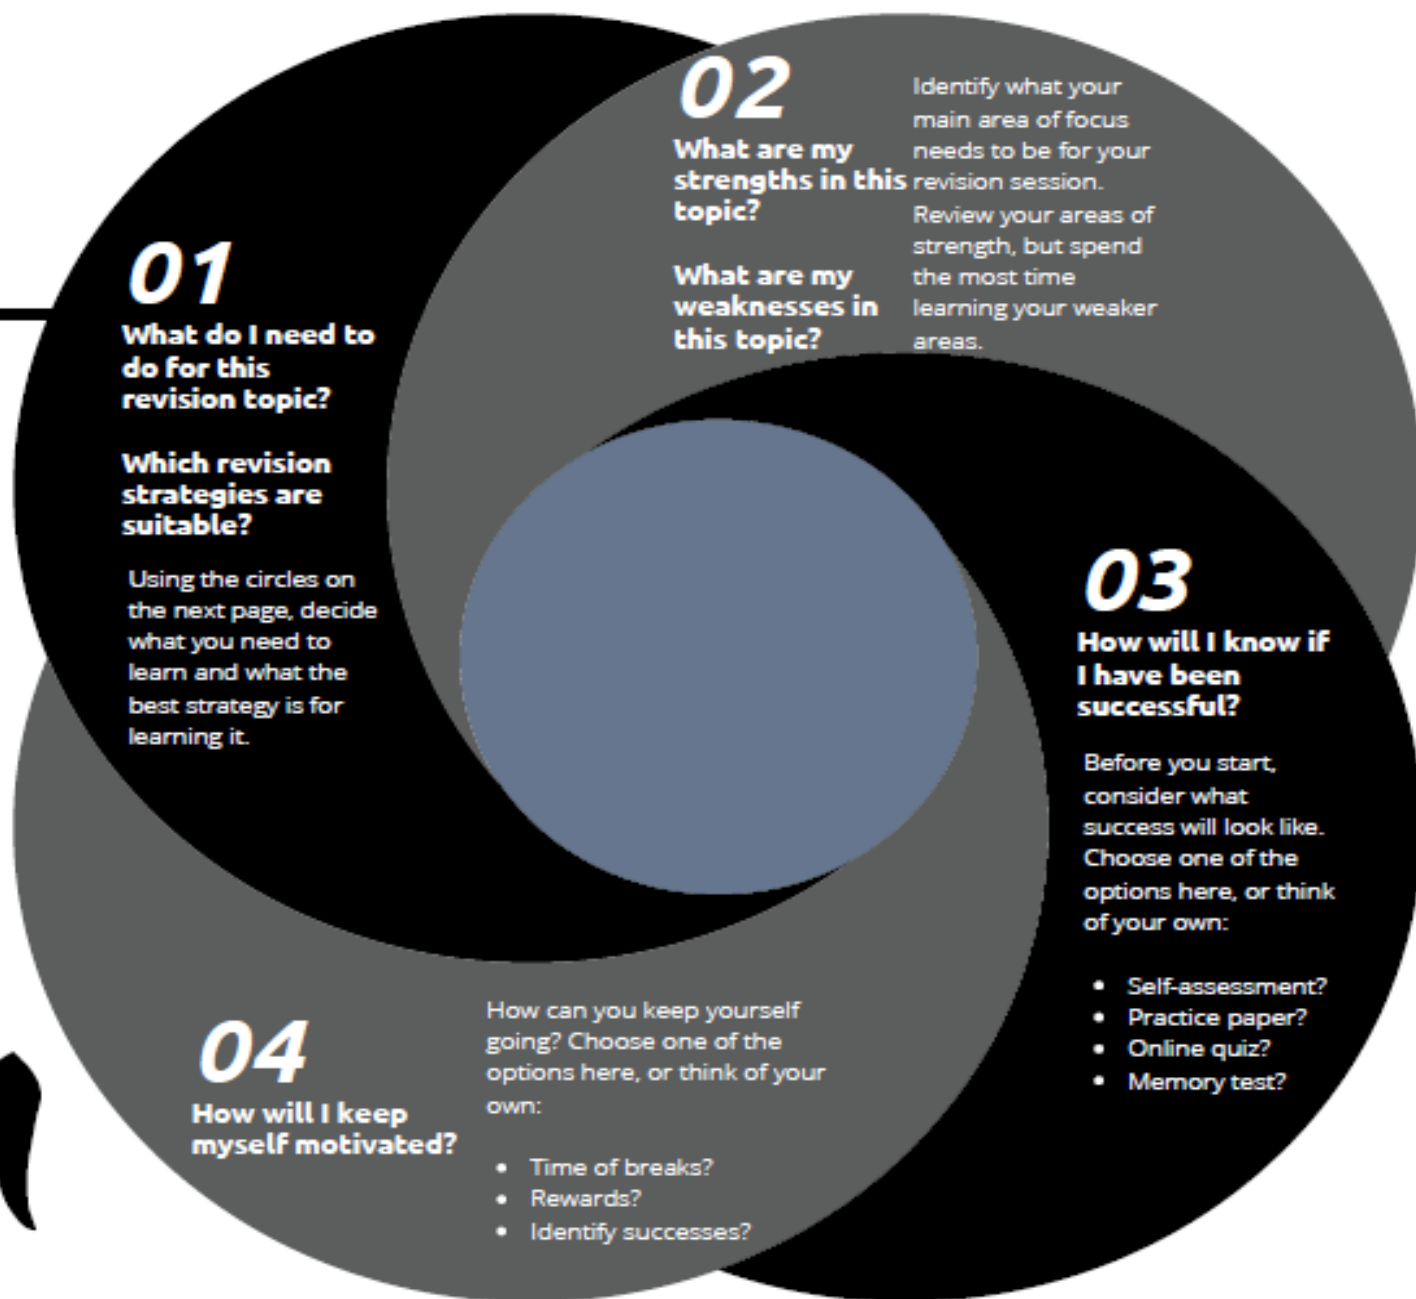 01
What do I need to
do for this
revision topic?
Which revision
strategies are
suitable?
Using the circles on
the next page, decide
what you need to
learn and what the
best strategy is for
learning it.
02
What are my
strengths in this
topic?
What are my
weaknesses in
this topic?
Identify what your
main area of focus
needs to be for your
revision session.
Review your areas of
strength, but spend
the most time
learning your weaker
areas.
03
How will I know if
I have been
successful?
Before you start,
consider what
success will look like.
Choose one of the
options here, or think
of your own:
• Self-assessment?
• Practice paper?
• Online quiz?
• Memory test?
04
How will I keep
myself motivated?
How can you keep yourself
going? Choose one of the
options here, or think of your
own:
• Time of breaks?
• Rewards?
• Identify successes?